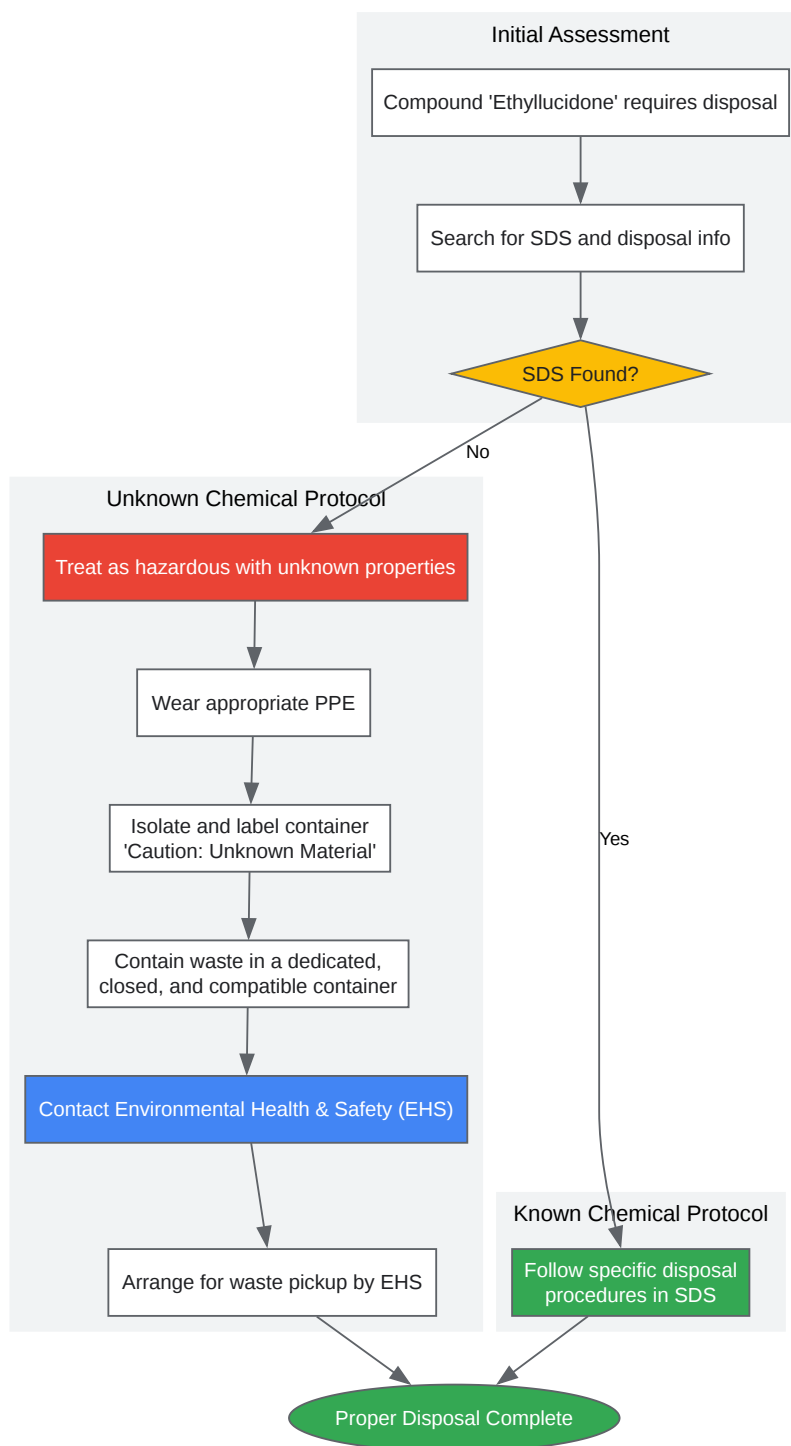 Initial Assessment
Compound 'Ethyllucidone' requires disposal
Search for SDS and disposal info
SDS Found?
No
Unknown Chemical Protocol
Treat as hazardous with unknown properties
Wear appropriate PPE
Isolate and label container
'Caution: Unknown Material'
Yes
Contain waste in a dedicated,
closed, and compatible container
Contact Environmental Health & Safety (EHS)
Arrange for waste pickup by EHS
Known Chemical Protocol
Follow specific disposal
procedures in SDS
Proper Disposal Complete